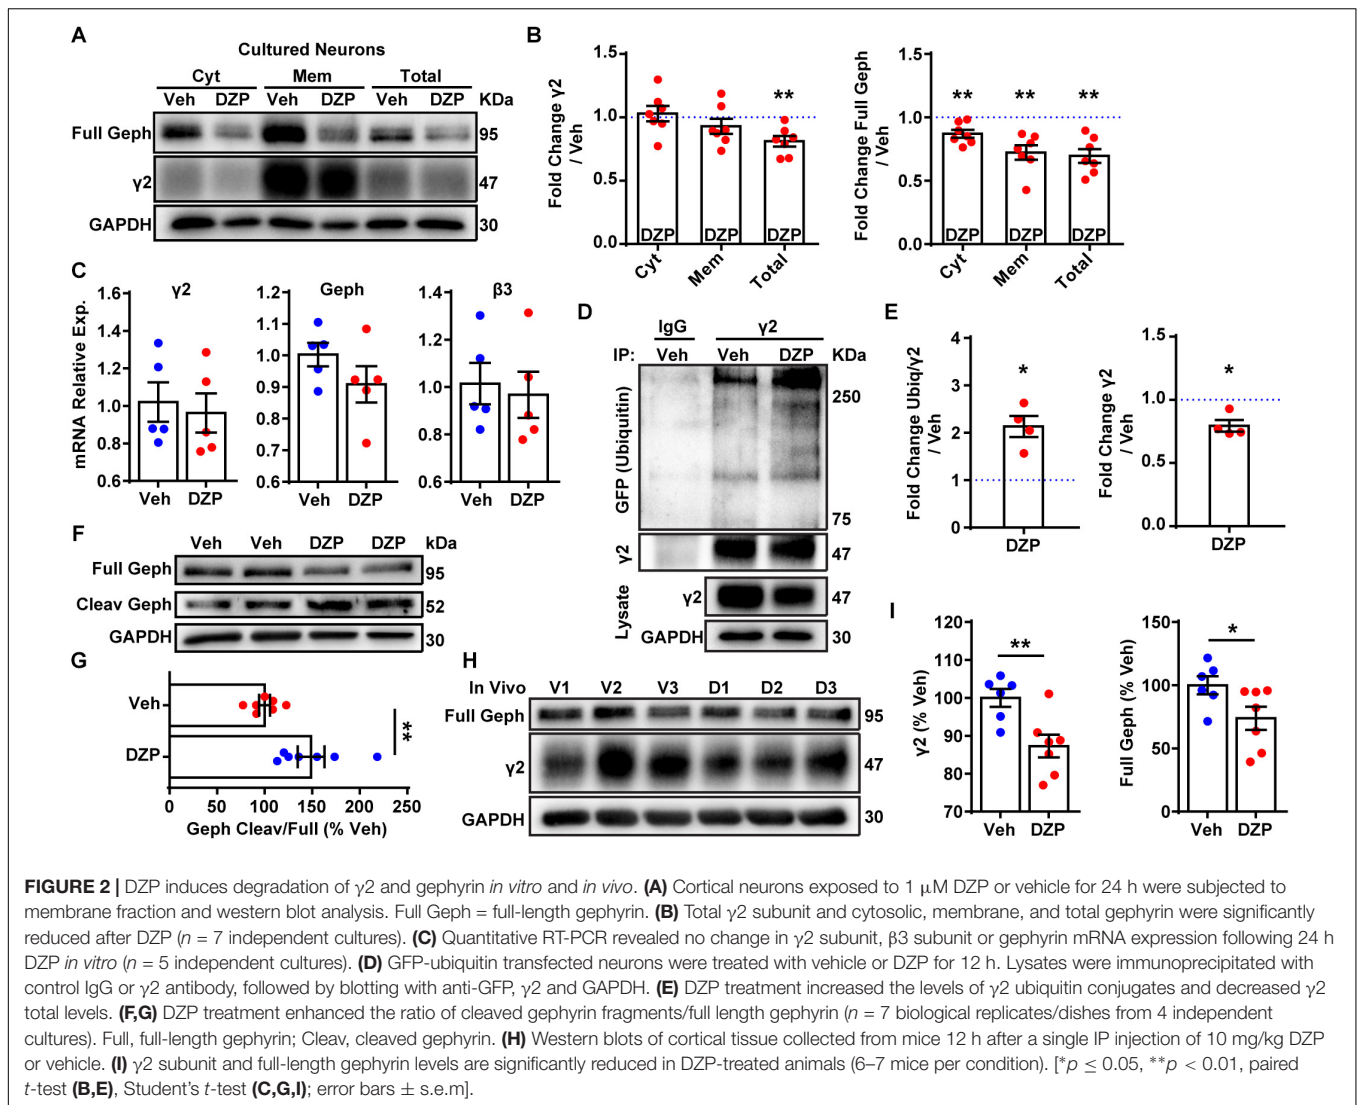 A
Cultured Neurons
Cyt Mem Total
Veh DZP Veh DZP Veh DZP KDa
Full Geph 95
γ2 47
GAPDH 30
B
Fold Change γ2
/ Veh
1.5
1.0
0.5
0.0
**
DZP DZP DZP
Cyt Mem Total
Fold Change Full Geph
/ Veh
1.5
1.0
0.5
0.0
** ** **
DZP DZP DZP
Cyt Mem Total
C
mRNA Relative Exp.
γ2
1.6
1.4
1.2
1.0
0.8
0.6
Veh DZP
Geph
1.2
1.1
1.0
0.9
0.8
0.7
0.6
Veh DZP
β3
1.4
1.2
1.0
0.8
0.6
Veh DZP
D
IgG γ2
IP: Veh Veh DZP KDa
GFP (Ubiquitin)
250
75
γ2 47
Lysate
γ2 47
GAPDH 30
E
Fold Change Ubiq/γ2
/ Veh
4
3
2
1
0
*
DZP
Fold Change γ2
/ Veh
1.5
1.0
0.5
0.0
*
DZP
F
Veh Veh DZP DZP kDa
Full Geph 95
Cleav Geph 52
GAPDH 30
G
Veh
DZP
**
0 50 100 150 200 250
Geph Cleav/Full (% Veh)
H
In Vivo V1 V2 V3 D1 D2 D3
Full Geph 95
γ2 47
GAPDH 30
I
γ2 (% Veh)
120
110
100
90
80
70
**
Veh DZP
Full Geph (% Veh)
150
100
50
0
*
Veh DZP
FIGURE 2 | DZP induces degradation of γ2 and gephyrin in vitro and in vivo. (A) Cortical neurons exposed to 1 μM DZP or vehicle for 24 h were subjected to
membrane fraction and western blot analysis. Full Geph = full-length gephyrin. (B) Total γ2 subunit and cytosolic, membrane, and total gephyrin were significantly
reduced after DZP (n = 7 independent cultures). (C) Quantitative RT-PCR revealed no change in γ2 subunit, β3 subunit or gephyrin mRNA expression following 24 h
DZP in vitro (n = 5 independent cultures). (D) GFP-ubiquitin transfected neurons were treated with vehicle or DZP for 12 h. Lysates were immunoprecipitated with
control IgG or γ2 antibody, followed by blotting with anti-GFP, γ2 and GAPDH. (E) DZP treatment increased the levels of γ2 ubiquitin conjugates and decreased γ2
total levels. (F,G) DZP treatment enhanced the ratio of cleaved gephyrin fragments/full length gephyrin (n = 7 biological replicates/dishes from 4 independent
cultures). Full, full-length gephyrin; Cleav, cleaved gephyrin. (H) Western blots of cortical tissue collected from mice 12 h after a single IP injection of 10 mg/kg DZP
or vehicle. (I) γ2 subunit and full-length gephyrin levels are significantly reduced in DZP-treated animals (6–7 mice per condition). [*p ≤ 0.05, **p < 0.01, paired
t-test (B,E), Student's t-test (C,G,I); error bars ± s.e.m].